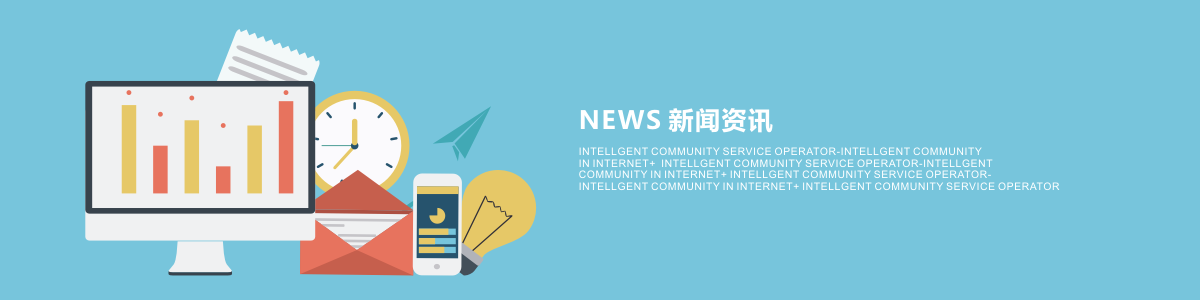 NEWS 新闻资讯
INTELLGENT COMMUNITY SERVICE OPERATOR-INTELLGENT COMMUNITY
IN INTERNET+ INTELLGENT COMMUNITY SERVICE OPERATOR-INTELLGENT
COMMUNITY IN INTERNET+ INTELLGENT COMMUNITY SERVICE OPERATOR-
INTELLGENT COMMUNITY IN INTERNET+ INTELLGENT COMMUNITY SERVICE OPERATOR